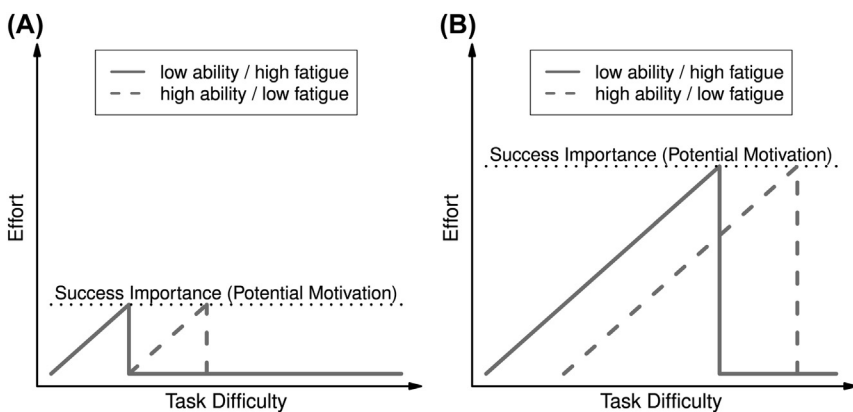 (A)
low ability / high fatigue
high ability / low fatigue
Success Importance (Potential Motivation)
Effort
Task Difficulty
(B)
low ability / high fatigue
high ability / low fatigue
Success Importance (Potential Motivation)
Effort
Task Difficulty